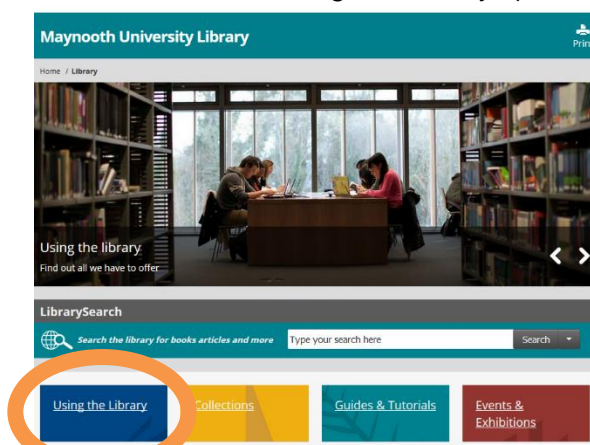 Maynooth University Library
Print
Home / Library
Using the library
Find out all we have to offer
LibrarySearch
Search the library for books articles and more
Type your search here
Search
Using the Library
Collections
Guides & Tutorials
Events &
Exhibitions